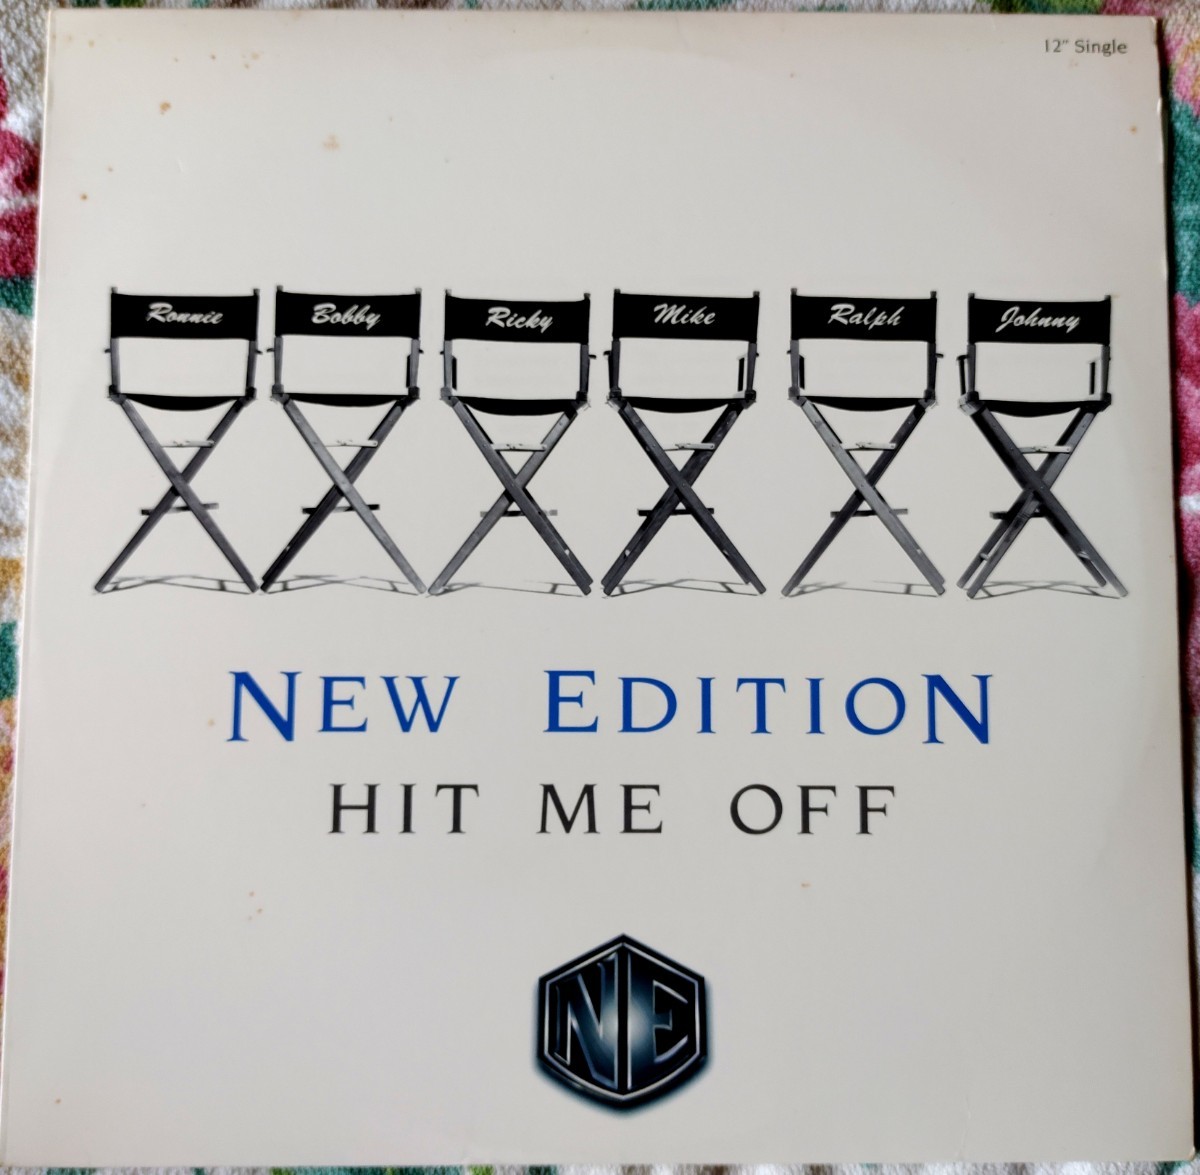 12" Single
Ronnie Bobby Ricky Mike Ralph Johnny
NEW EDITION
HIT ME OFF
NE